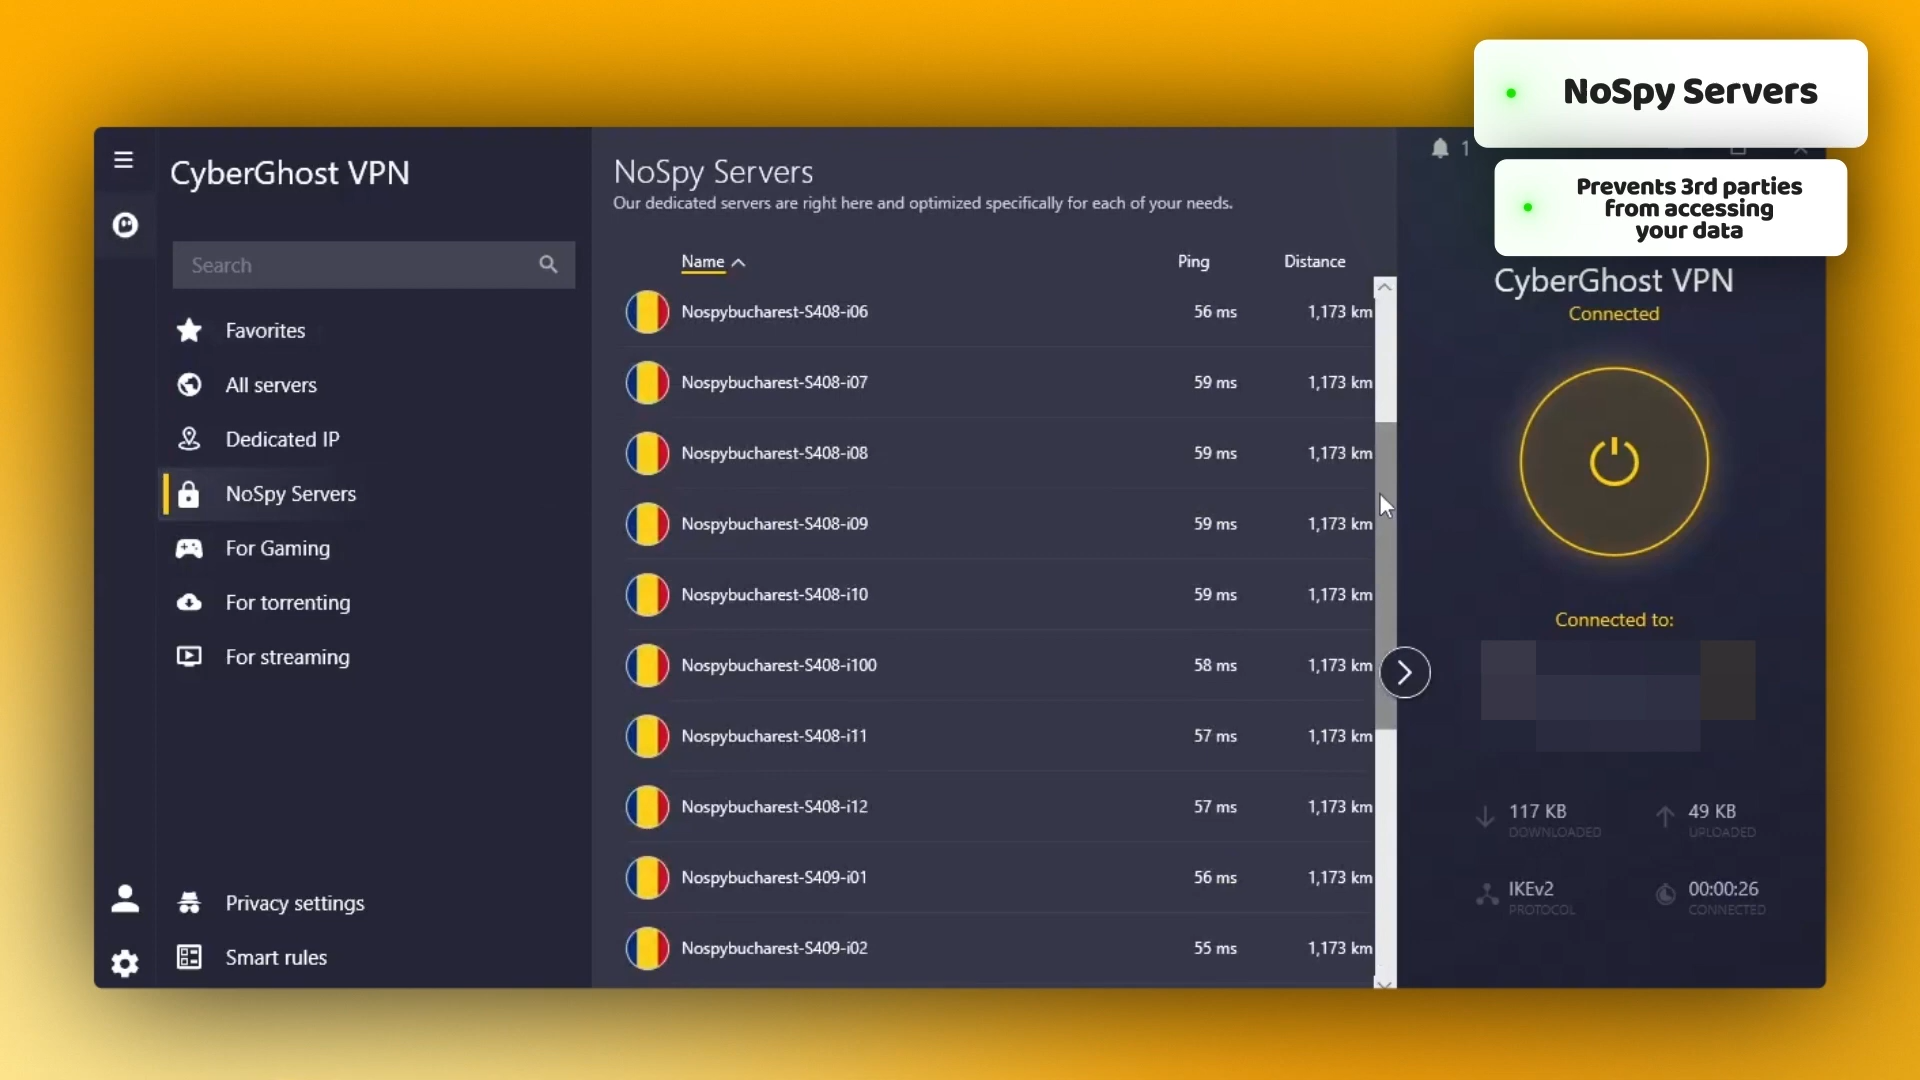 NoSpy Servers
Prevents 3rd parties
from accessing
your data
CyberGhost VPN
Search
Favorites
All servers
Dedicated IP
NoSpy Servers
For Gaming
For torrenting
For streaming
Privacy settings
Smart rules
NoSpy Servers
Our dedicated servers are right here and optimized specifically for each of your needs.
Name Ping Distance
Nospybucharest-S408-i06 56 ms 1,173 km
Nospybucharest-S408-i07 59 ms 1,173 km
Nospybucharest-S408-i08 59 ms 1,173 km
Nospybucharest-S408-i09 59 ms 1,173 km
Nospybucharest-S408-i10 59 ms 1,173 km
Nospybucharest-S408-i100 58 ms 1,173 km
Nospybucharest-S408-i11 57 ms 1,173 km
Nospybucharest-S408-i12 57 ms 1,173 km
Nospybucharest-S409-i01 56 ms 1,173 km
Nospybucharest-S409-i02 55 ms 1,173 km
1
CyberGhost VPN
Connected
Connected to:
117 KB 49 KB
DOWNLOADED UPLOADED
IKEv2 00:00:26
PROTOCOL CONNECTED